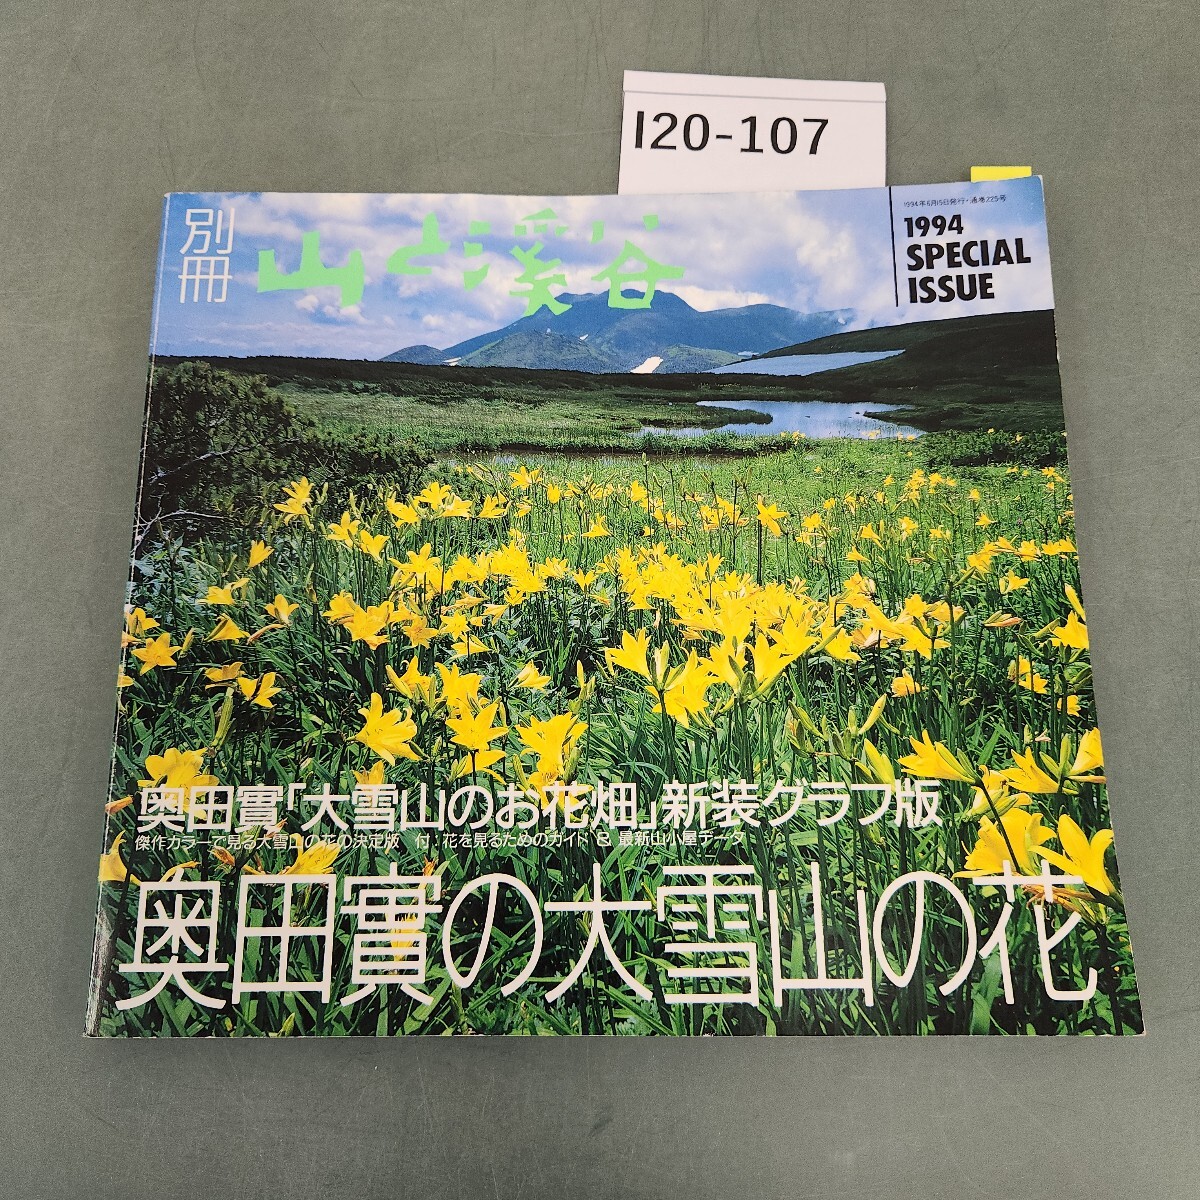 I20-107
別冊
山と溪谷
1994年6月15日発行・通巻225号
1994
SPECIAL
ISSUE
奥田實「大雪山のお花畑」新装グラフ版
傑作カラーで見る大雪山の花の決定版 付:花を見るためのガイド & 最新山小屋データ
奥田實の大雪山の花